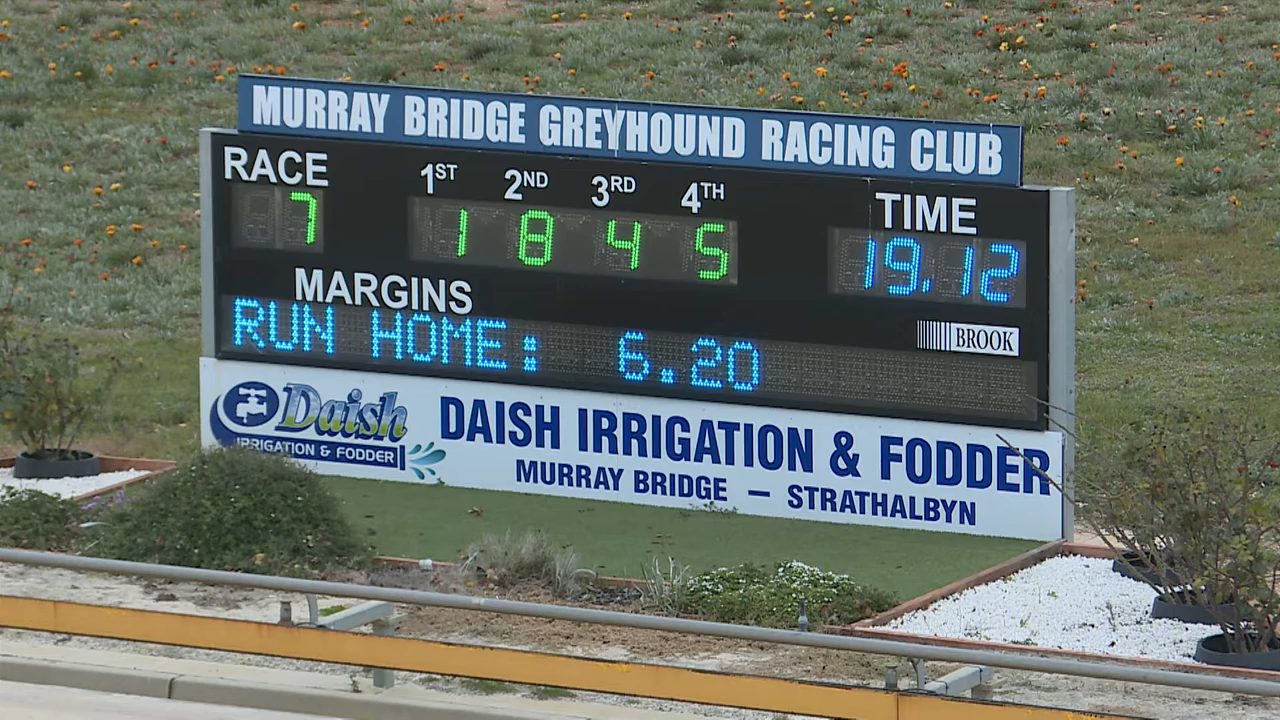 MURRAY BRIDGE GREYHOUND RACING CLUB
RACE 1ST 2ND 3RD 4TH TIME
7 1 8 4 5 19.12
MARGINS
RUN HOME: 6.20
BROOK
Daish
IRRIGATION & FODDER
DAISH IRRIGATION & FODDER
MURRAY BRIDGE – STRATHALBYN